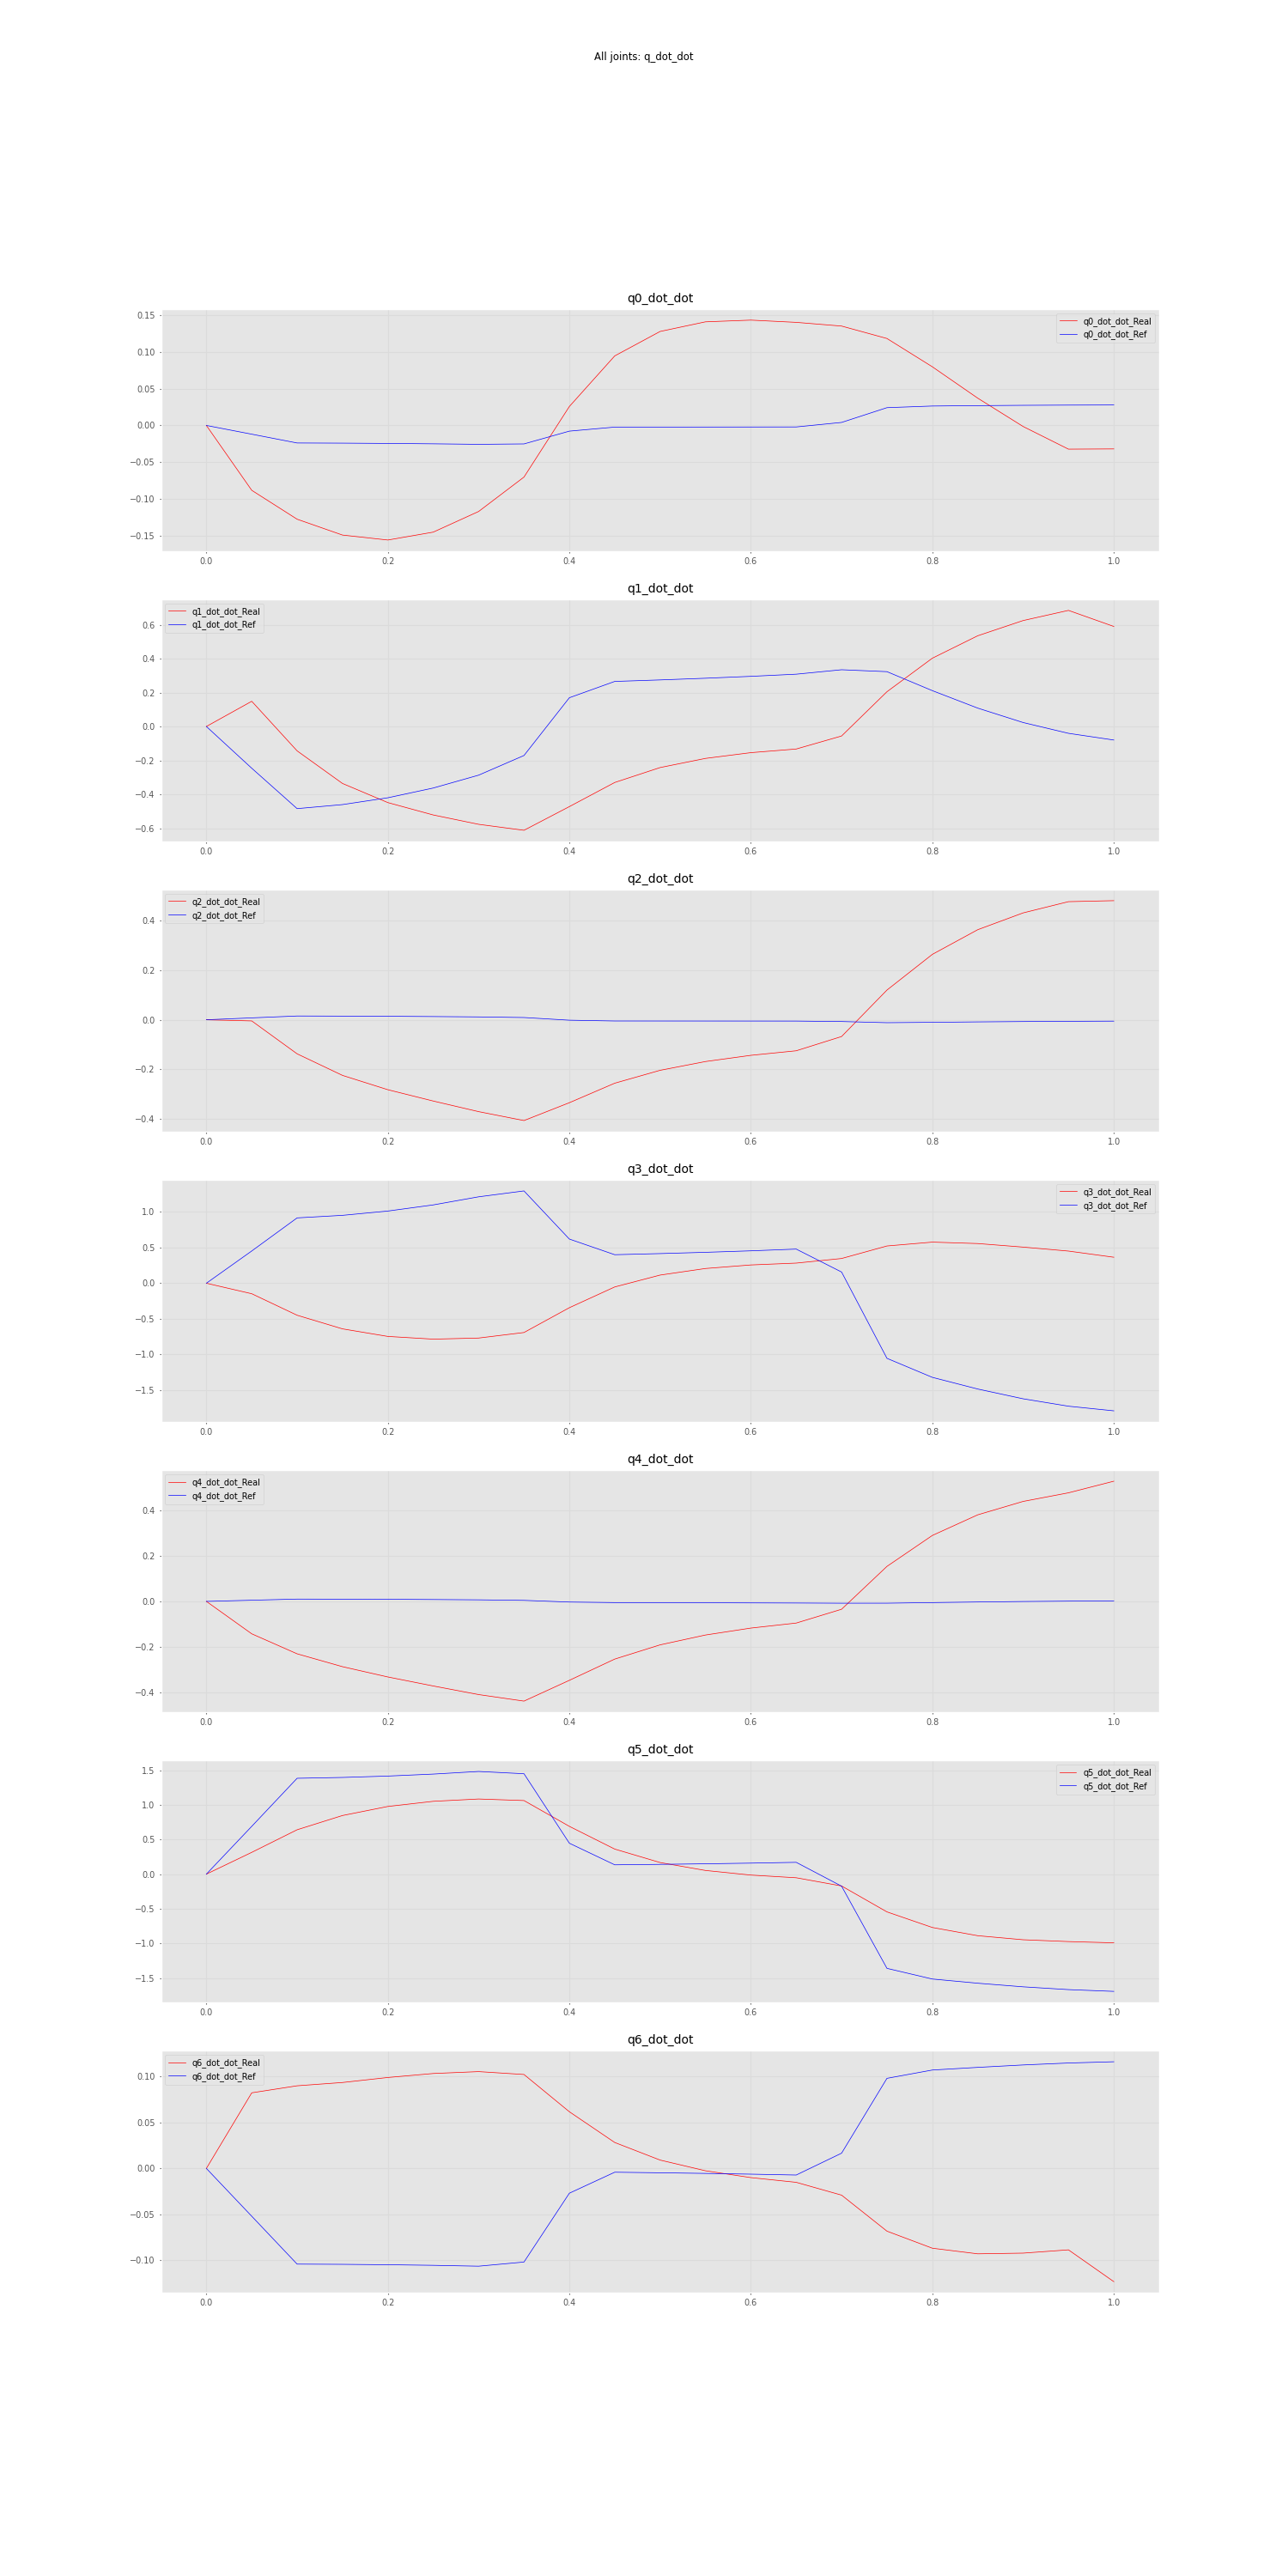 All joints: q_dot_dot
q0_dot_dot
0.15
0.10
0.05
0.00
−0.05
−0.10
−0.15
q0_dot_dot_Real
q0_dot_dot_Ref
0.0 0.2 0.4 0.6 0.8 1.0
q1_dot_dot
0.6
0.4
0.2
0.0
−0.2
−0.4
−0.6
q1_dot_dot_Real
q1_dot_dot_Ref
0.0 0.2 0.4 0.6 0.8 1.0
q2_dot_dot
0.4
0.2
0.0
−0.2
−0.4
q2_dot_dot_Real
q2_dot_dot_Ref
0.0 0.2 0.4 0.6 0.8 1.0
q3_dot_dot
1.0
0.5
0.0
−0.5
−1.0
−1.5
q3_dot_dot_Real
q3_dot_dot_Ref
0.0 0.2 0.4 0.6 0.8 1.0
q4_dot_dot
0.4
0.2
0.0
−0.2
−0.4
q4_dot_dot_Real
q4_dot_dot_Ref
0.0 0.2 0.4 0.6 0.8 1.0
q5_dot_dot
1.5
1.0
0.5
0.0
−0.5
−1.0
−1.5
q5_dot_dot_Real
q5_dot_dot_Ref
0.0 0.2 0.4 0.6 0.8 1.0
q6_dot_dot
0.10
0.05
0.00
−0.05
−0.10
q6_dot_dot_Real
q6_dot_dot_Ref
0.0 0.2 0.4 0.6 0.8 1.0